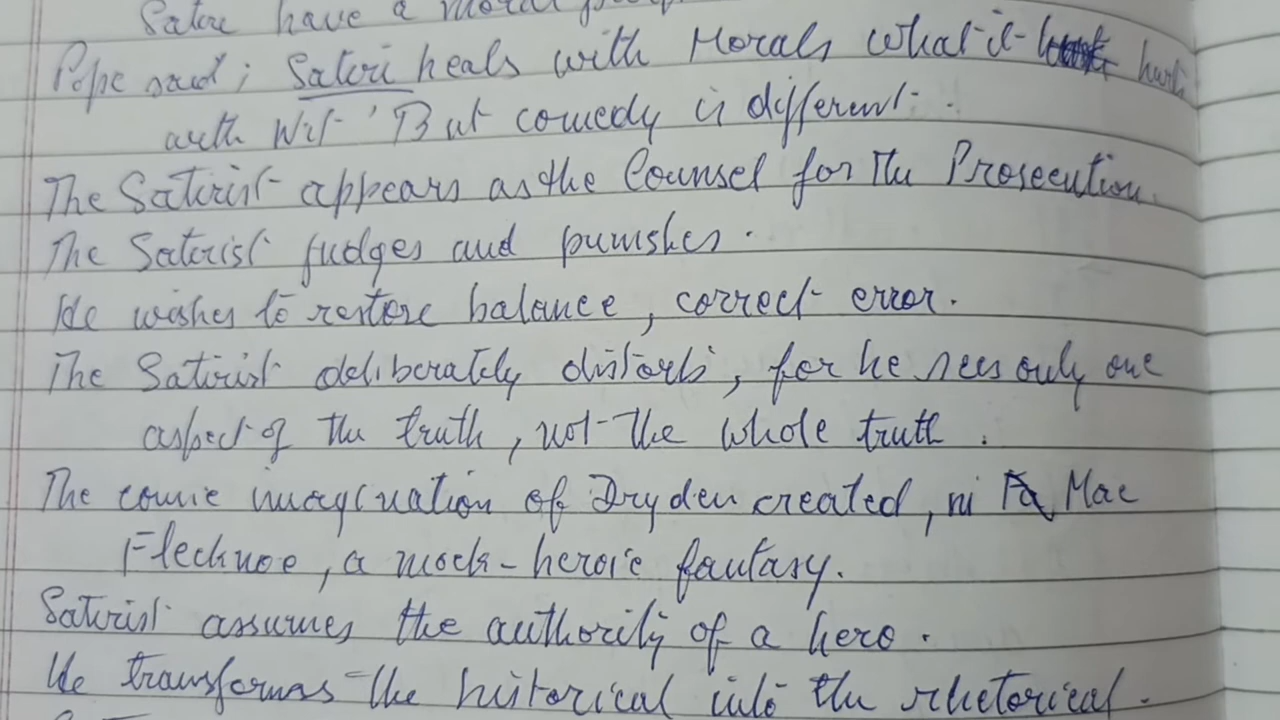 Satire have a moral
Pope said; Satiri heals with Morals what it hurts
with Wit' But comedy is different.
The Satirist appears as the Counsel for The Prosecution.
The Satirist judges and punishes.
He wishes to restore balance, correct error.
The Satirist deliberately distorts, for he sees only one
aspect of the truth, not the whole truth.
The comic imagination of Dryden created, in Mac
Flecknoe, a mock-heroic fantasy.
Satirist assumes the authority of a hero.
He transforms the historical into the rhetorical.